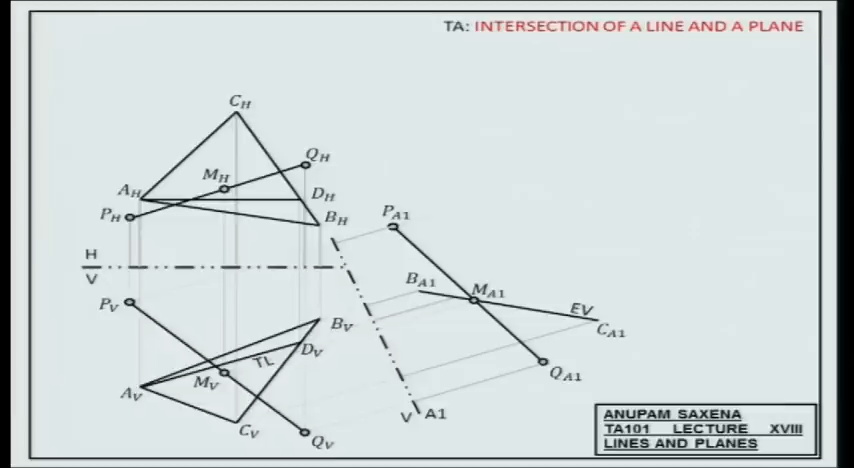 TA: INTERSECTION OF A LINE AND A PLANE
C_H
Q_H
M_H
A_H
D_H
P_H
B_H
P_A1
H
V
B_A1
M_A1
EV
P_V
C_A1
B_V
D_V
TL
M_V
Q_A1
A_V
V A1
C_V
Q_V
ANUPAM SAXENA
TA101 LECTURE XVIII
LINES AND PLANES